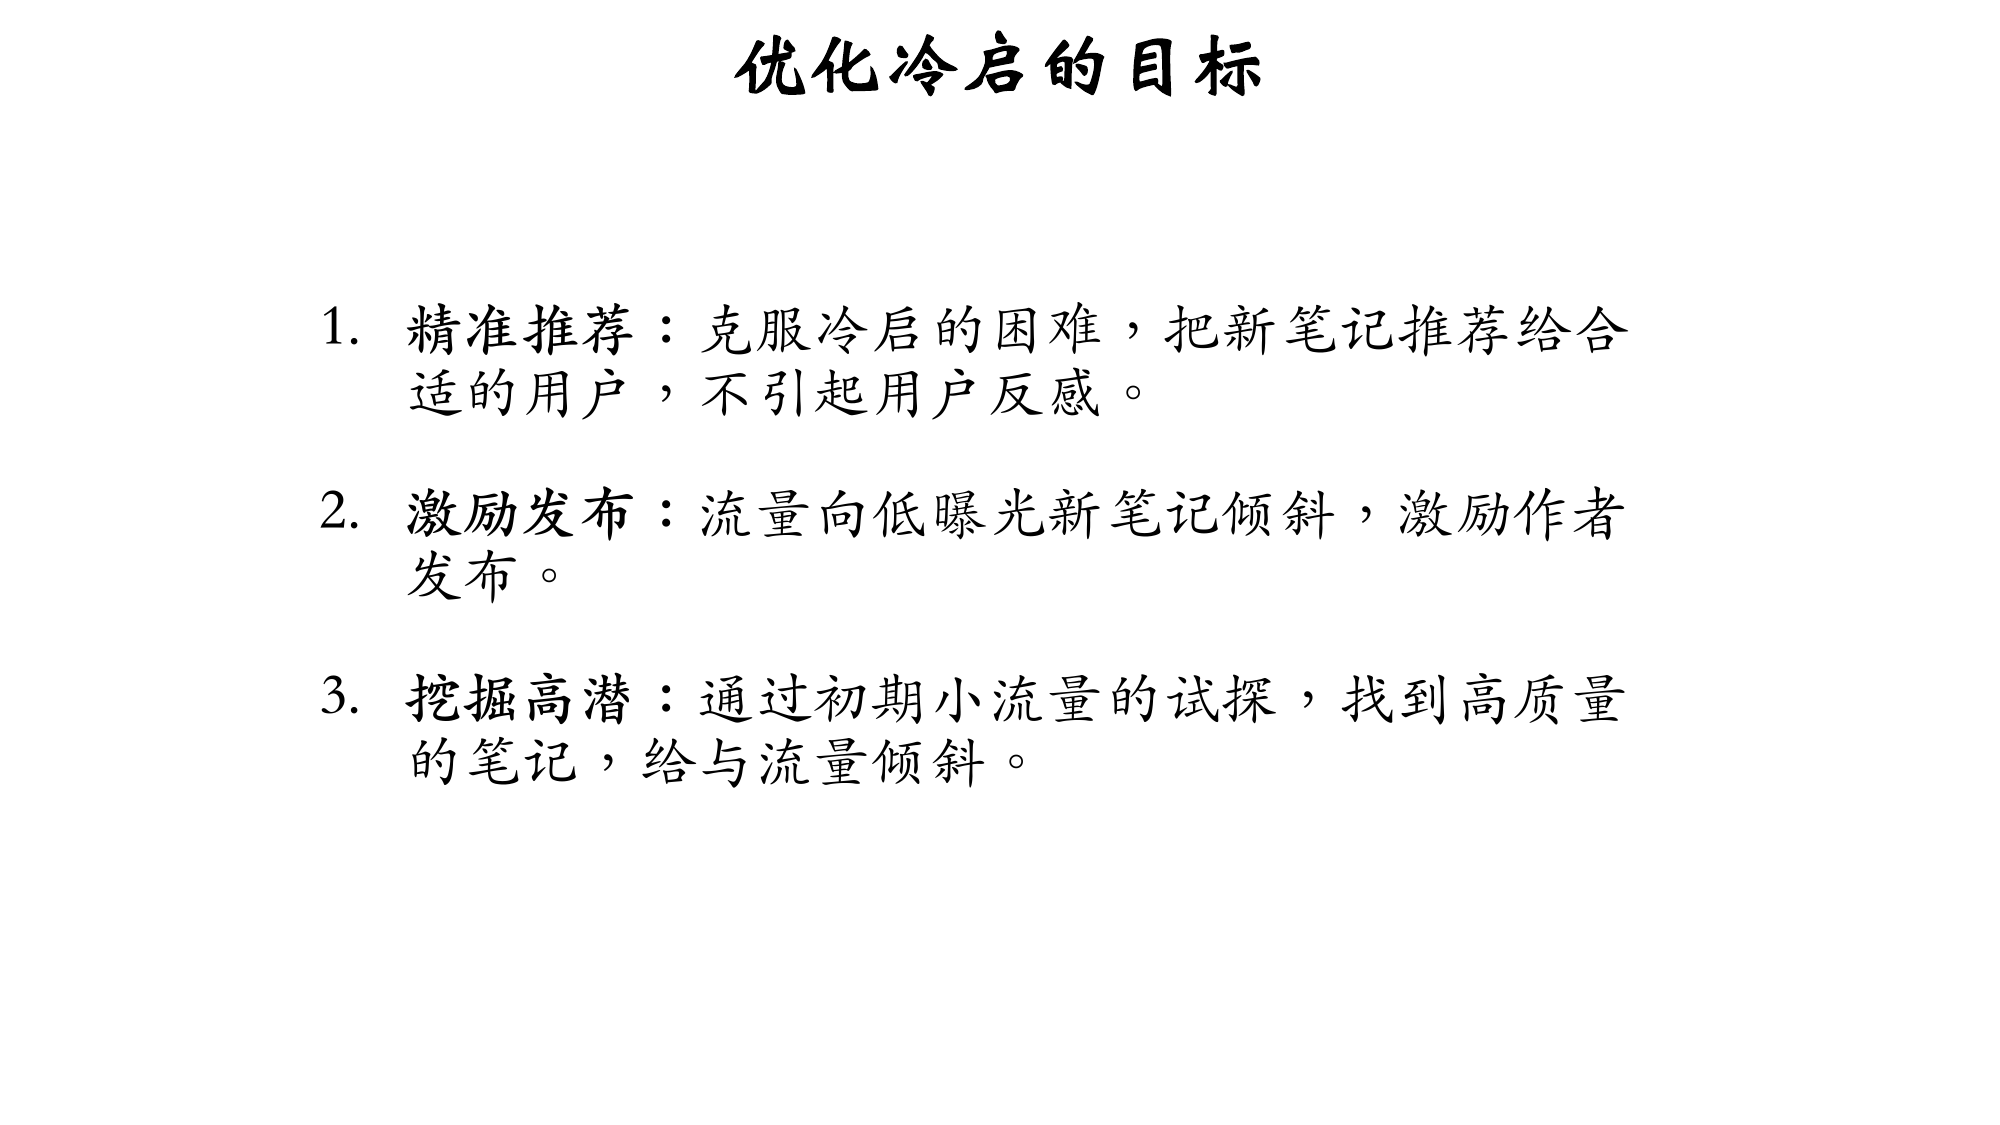 优化冷启的目标
1. 精准推荐：克服冷启的困难，把新笔记推荐给合
适的用户，不引起用户反感。
2. 激励发布：流量向低曝光新笔记倾斜，激励作者
发布。
3. 挖掘高潜：通过初期小流量的试探，找到高质量
的笔记，给与流量倾斜。